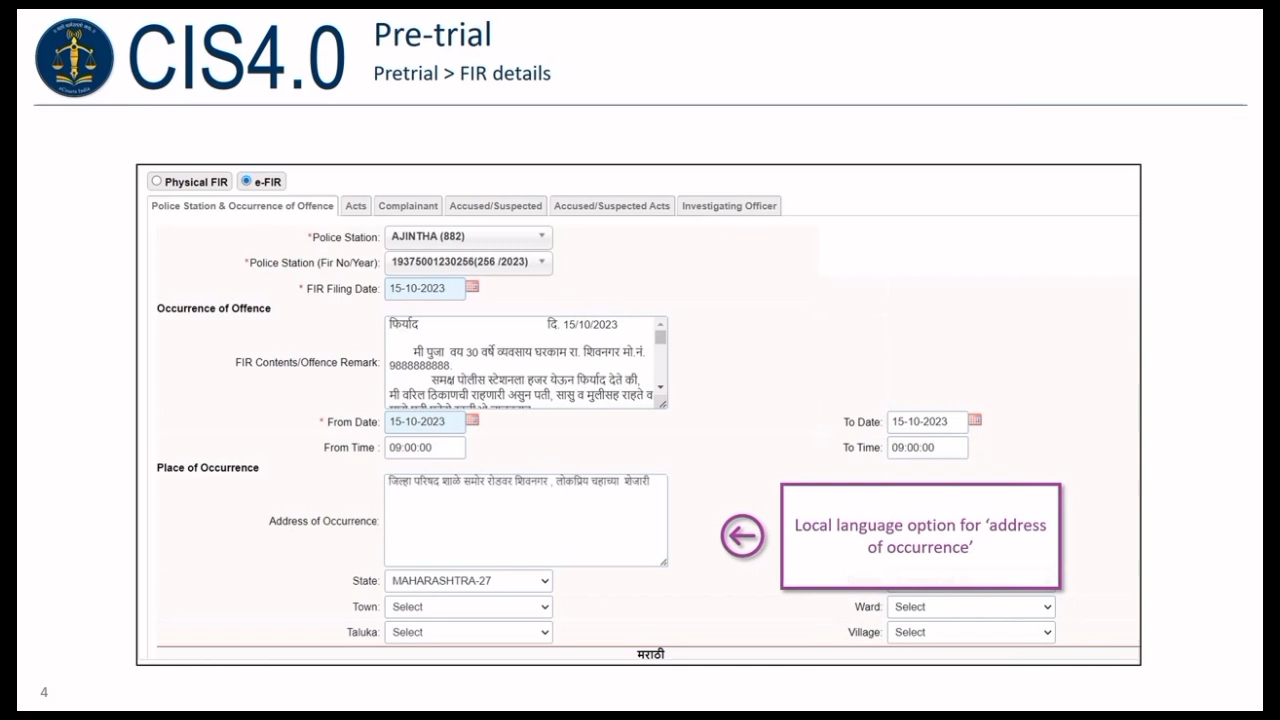 CIS4.0
Pre-trial
Pretrial > FIR details
Physical FIR e-FIR
Police Station & Occurrence of Offence Acts Complainant Accused/Suspected Accused/Suspected Acts Investigating Officer
*Police Station: AJINTHA (882)
*Police Station (Fir No/Year): 19375001230256(256 /2023)
* FIR Filing Date: 15-10-2023
Occurrence of Offence
FIR Contents/Offence Remark:
फिर्याद दि. 15/10/2023
मी पुजा वय 30 वर्षे व्यवसाय घरकाम रा. शिवनगर मो.नं.
9888888888.
समक्ष पोलीस स्टेशनला हजर येऊन फिर्याद देते की,
मी वरिल ठिकाणची राहणारी असुन पती, सासु व मुलीसह राहते व
* From Date: 15-10-2023 To Date: 15-10-2023
From Time : 09:00:00 To Time: 09:00:00
Place of Occurrence
Address of Occurrence:
जिल्हा परिषद शाळे समोर रोडवर शिवनगर , लोकप्रिय चहाच्या शेजारी
Local language option for ‘address
of occurrence’
State: MAHARASHTRA-27
Town: Select Ward: Select
Taluka: Select Village: Select
मराठी
4